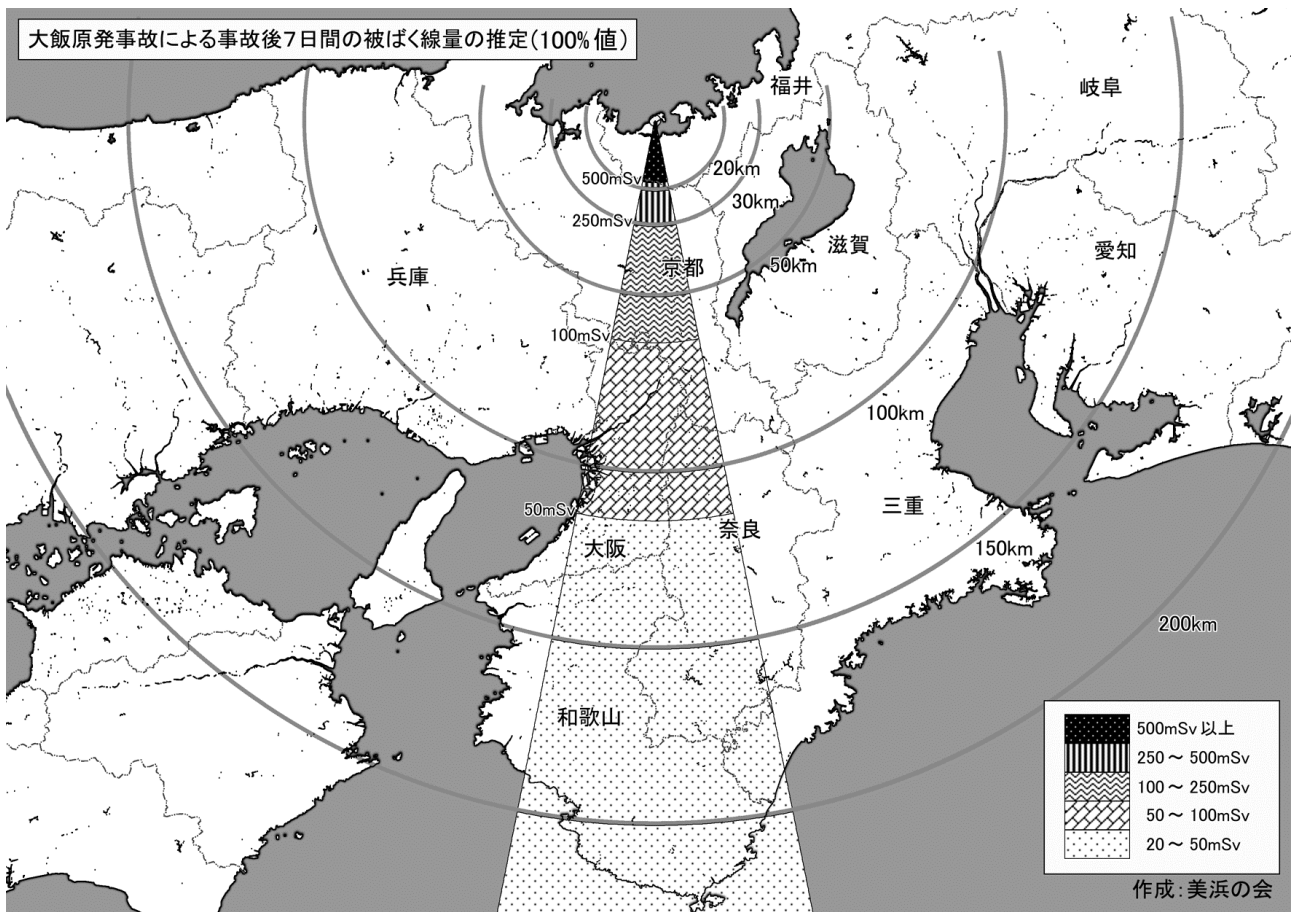 大飯原発事故による事故後7日間の被ばく線量の推定(100%値)
福井
岐阜
20km
500mSv
30km
250mSv
滋賀
愛知
京都
50km
兵庫
100mSv
100km
三重
50mSv
奈良
大阪
150km
200km
和歌山
500mSv 以上
250～500mSv
100～250mSv
50～100mSv
20～50mSv
作成:美浜の会